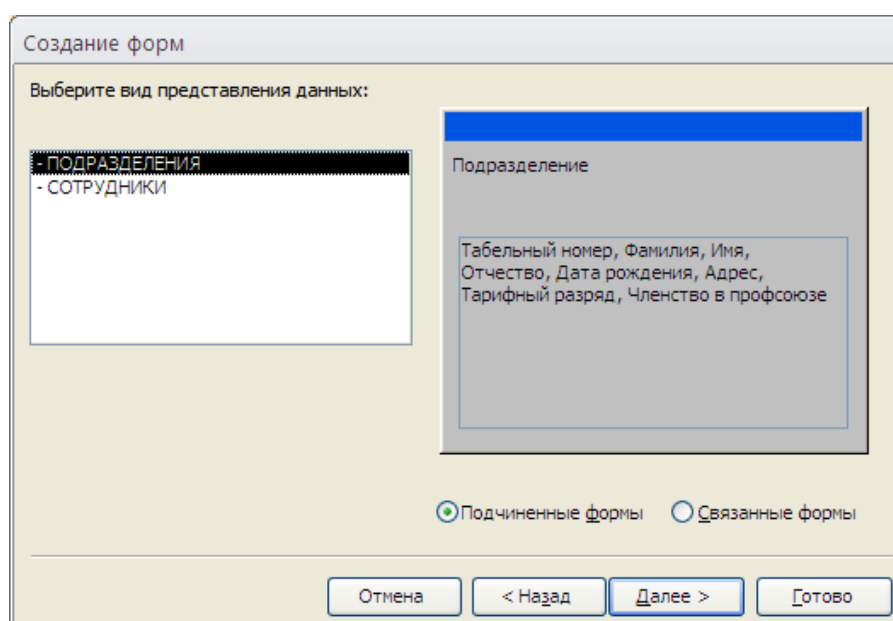 Создание форм
Выберите вид представления данных:
- ПОДРАЗДЕЛЕНИЯ
- СОТРУДНИКИ
Подразделение
Табельный номер, Фамилия, Имя,
Отчество, Дата рождения, Адрес,
Тарифный разряд, Членство в профсоюзе
Подчиненные формы Связанные формы
Отмена < Назад Далее > Готово